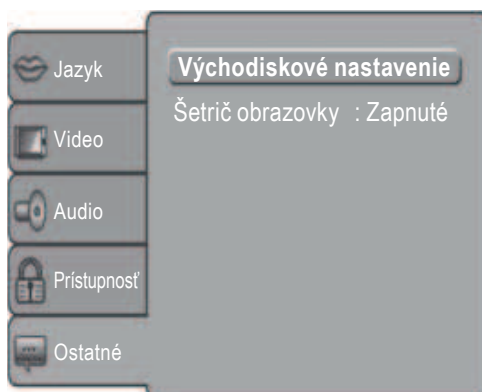 Jazyk
Video
Audio
Prístupnosť
Ostatné
Východiskové nastavenie
Šetrič obrazovky : Zapnuté